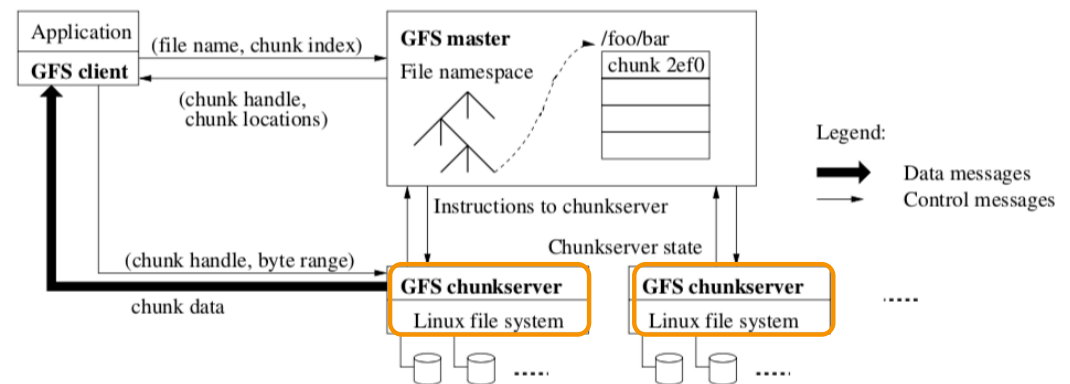 Application
GFS client
(file name, chunk index)
(chunk handle,
chunk locations)
GFS master
File namespace
/foo/bar
chunk 2ef0
Legend:
Data messages
Control messages
Instructions to chunkserver
Chunkserver state
(chunk handle, byte range)
chunk data
GFS chunkserver
Linux file system
GFS chunkserver
Linux file system